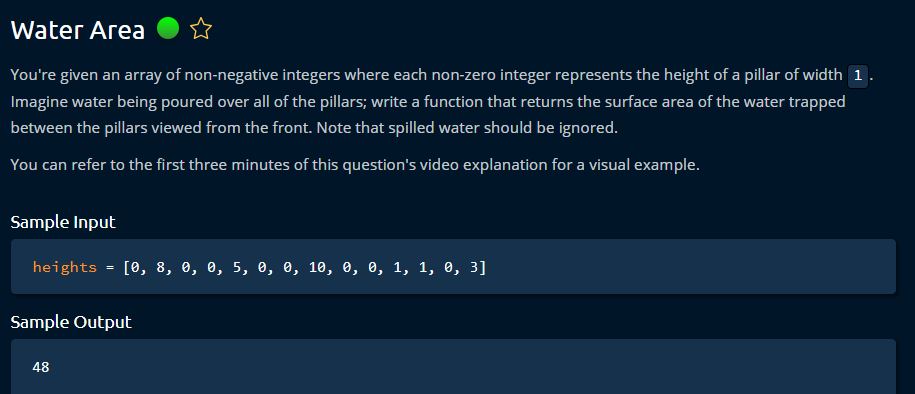 Water Area
You're given an array of non-negative integers where each non-zero integer represents the height of a pillar of width 1.
Imagine water being poured over all of the pillars; write a function that returns the surface area of the water trapped
between the pillars viewed from the front. Note that spilled water should be ignored.
You can refer to the first three minutes of this question's video explanation for a visual example.
Sample Input
heights = [0, 8, 0, 0, 5, 0, 0, 10, 0, 0, 1, 1, 0, 3]
Sample Output
48